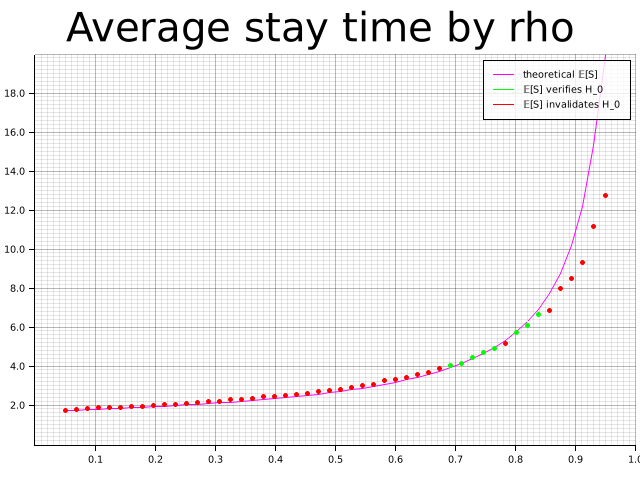 Average stay time by rho
theoretical 𝔼[S]
𝔼[S] verifies H_0
𝔼[S] invalidates H_0
18.0
16.0
14.0
12.0
10.0
8.0
6.0
4.0
2.0
0.1 0.2 0.3 0.4 0.5 0.6 0.7 0.8 0.9 1.0